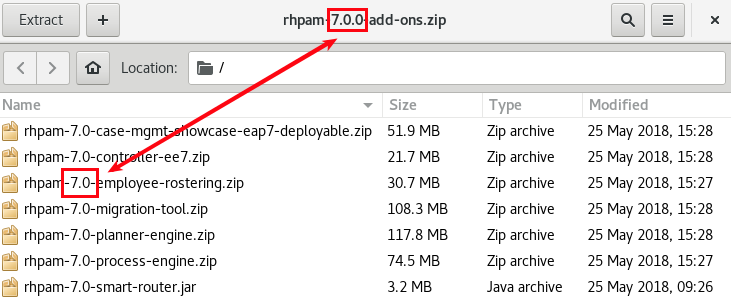 Extract + rhpam-7.0.0-add-ons.zip
Location: /
Name Size Type Modified
rhpam-7.0-case-mgmt-showcase-eap7-deployable.zip 51.9 MB Zip archive 25 May 2018, 15:28
rhpam-7.0-controller-ee7.zip 21.7 MB Zip archive 25 May 2018, 15:28
rhpam-7.0-employee-rostering.zip 30.7 MB Zip archive 25 May 2018, 15:27
rhpam-7.0-migration-tool.zip 108.3 MB Zip archive 25 May 2018, 15:28
rhpam-7.0-planner-engine.zip 117.8 MB Zip archive 25 May 2018, 15:28
rhpam-7.0-process-engine.zip 74.5 MB Zip archive 25 May 2018, 15:27
rhpam-7.0-smart-router.jar 3.2 MB Java archive 25 May 2018, 09:26